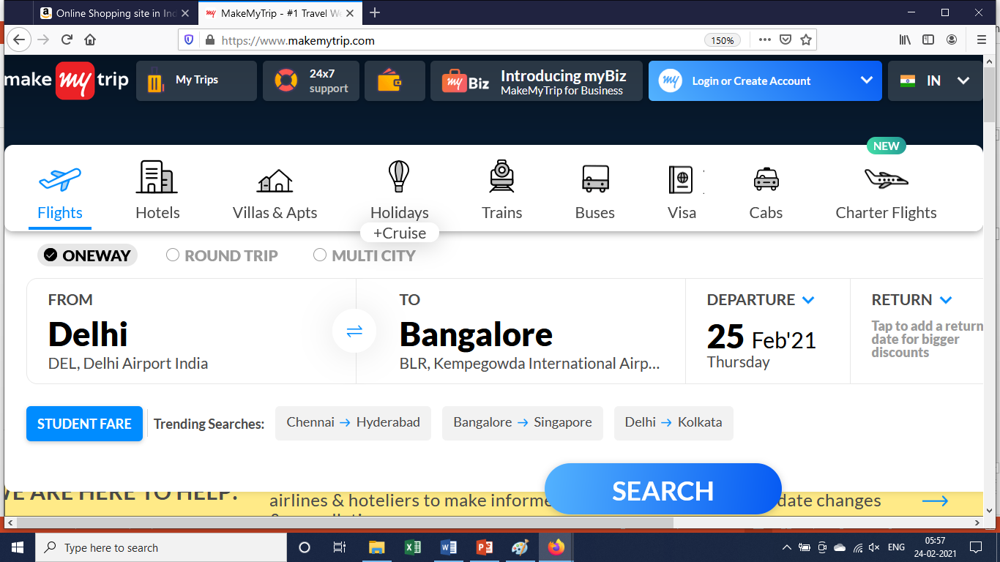 Online Shopping site in Ind
MakeMyTrip - #1 Travel We
https://www.makemytrip.com
150%
make my trip
My Trips
24x7
support
my Biz
Introducing myBiz
MakeMyTrip for Business
my
Login or Create Account
IN
NEW
Flights
Hotels
Villas & Apts
Holidays
+Cruise
Trains
Buses
Visa
Cabs
Charter Flights
ONEWAY
ROUND TRIP
MULTI CITY
FROM
Delhi
DEL, Delhi Airport India
TO
Bangalore
BLR, Kempegowda International Airp...
DEPARTURE
25 Feb'21
Thursday
RETURN
Tap to add a return
date for bigger
discounts
STUDENT FARE
Trending Searches:
Chennai → Hyderabad
Bangalore → Singapore
Delhi → Kolkata
SEARCH
WE ARE HERE TO HELP!
airlines & hoteliers to make informe
date changes
Type here to search
ENG
05:57
24-02-2021